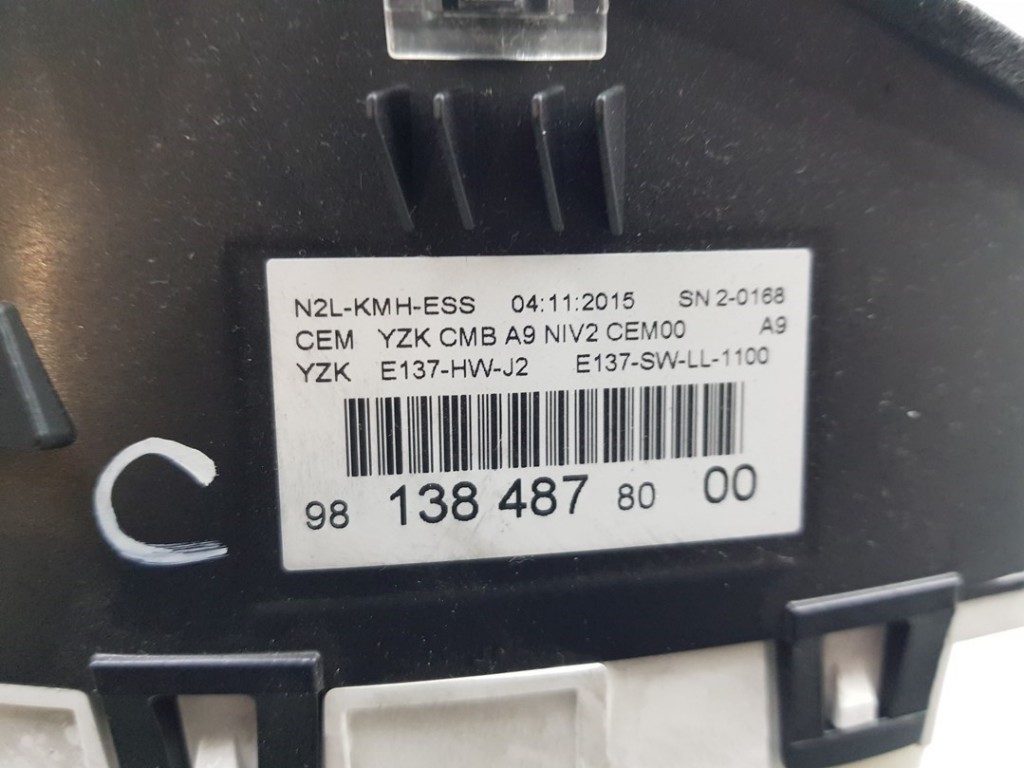 N2L-KMH-ESS 04:11:2015 SN 2-0168
CEM YZK CMB A9 NIV2 CEM00 A9
YZK E137-HW-J2 E137-SW-LL-1100
98 138 487 80 00
C